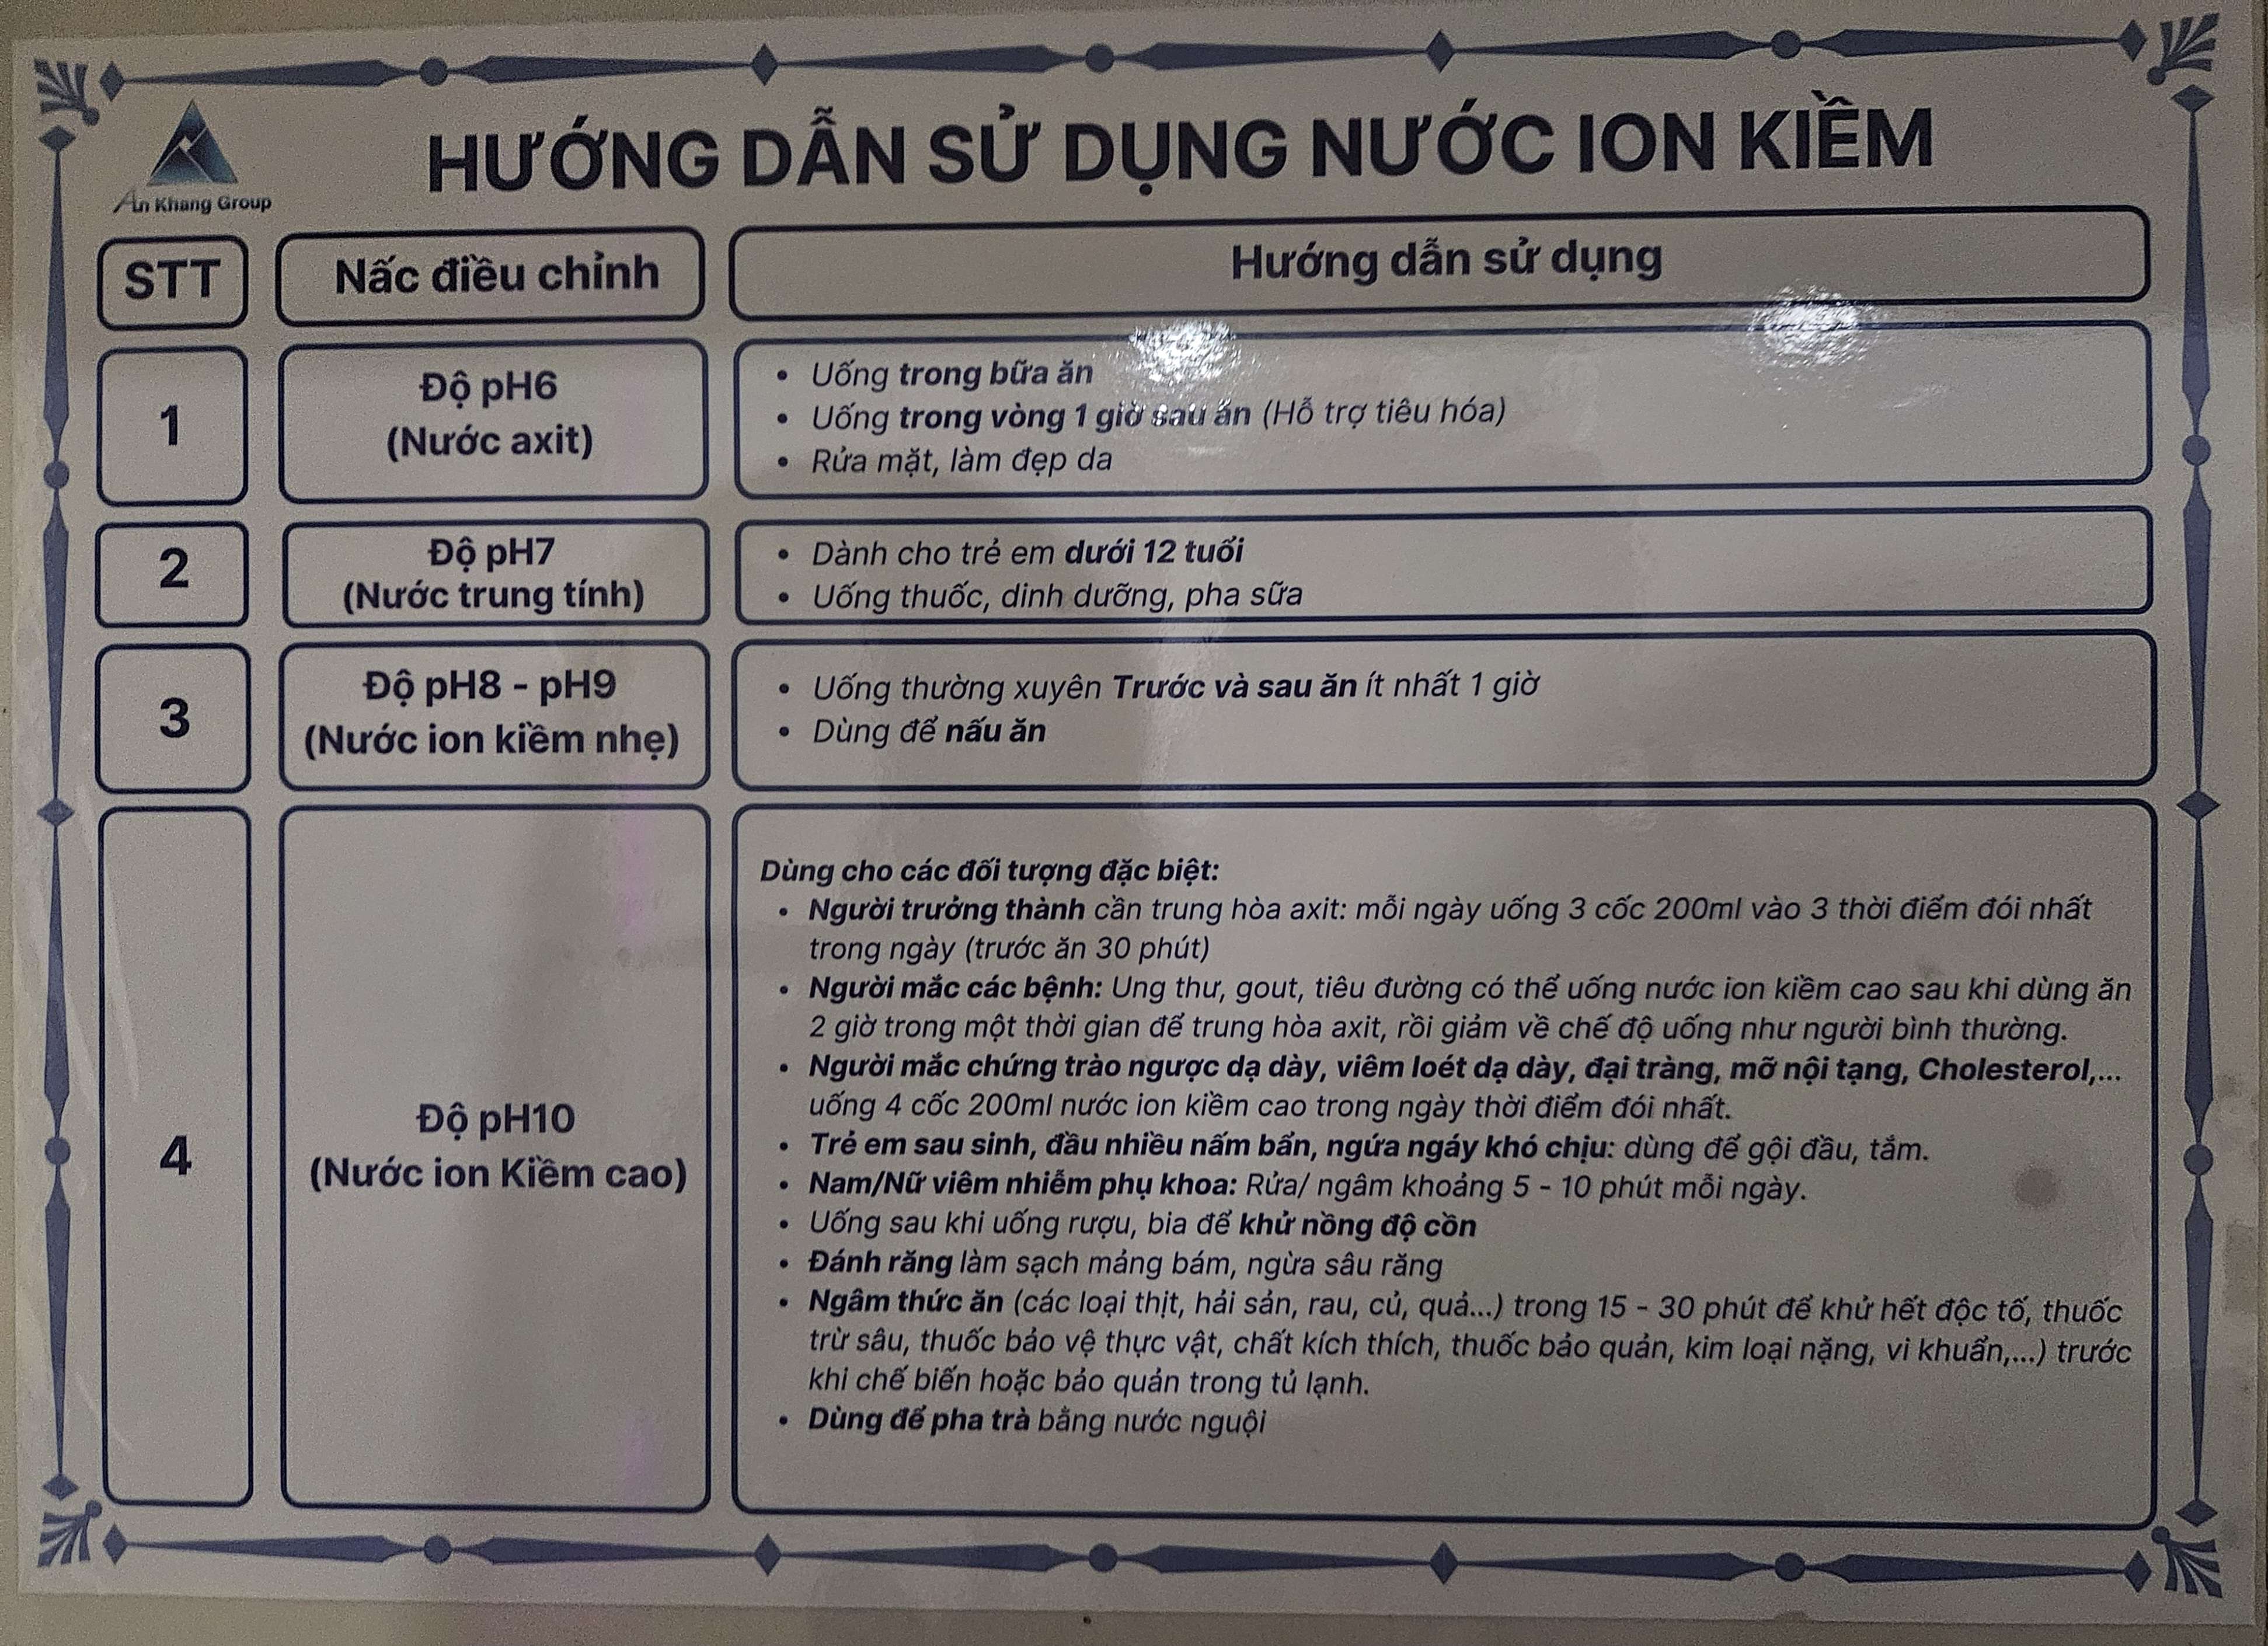 An Khang Group
HƯỚNG DẪN SỬ DỤNG NƯỚC ION KIỀM
STT
Nấc điều chỉnh
Hướng dẫn sử dụng
1
Độ pH6
(Nước axit)
• Uống trong bữa ăn
• Uống trong vòng 1 giờ sau ăn (Hỗ trợ tiêu hóa)
• Rửa mặt, làm đẹp da
2
Độ pH7
(Nước trung tính)
• Dành cho trẻ em dưới 12 tuổi
• Uống thuốc, dinh dưỡng, pha sữa
3
Độ pH8 - pH9
(Nước ion kiềm nhẹ)
• Uống thường xuyên Trước và sau ăn ít nhất 1 giờ
• Dùng để nấu ăn
4
Độ pH10
(Nước ion Kiềm cao)
Dùng cho các đối tượng đặc biệt:
• Người trưởng thành cần trung hòa axit: mỗi ngày uống 3 cốc 200ml vào 3 thời điểm đói nhất
trong ngày (trước ăn 30 phút)
• Người mắc các bệnh: Ung thư, gout, tiêu đường có thể uống nước ion kiềm cao sau khi dùng ăn
2 giờ trong một thời gian để trung hòa axit, rồi giảm về chế độ uống như người bình thường.
• Người mắc chứng trào ngược dạ dày, viêm loét dạ dày, đại tràng, mỡ nội tạng, Cholesterol,...
uống 4 cốc 200ml nước ion kiềm cao trong ngày thời điểm đói nhất.
• Trẻ em sau sinh, đầu nhiều nấm bẩn, ngứa ngáy khó chịu: dùng để gội đầu, tắm.
• Nam/Nữ viêm nhiễm phụ khoa: Rửa/ ngâm khoảng 5 - 10 phút mỗi ngày.
• Uống sau khi uống rượu, bia để khử nồng độ cồn
• Đánh răng làm sạch mảng bám, ngừa sâu răng
• Ngâm thức ăn (các loại thịt, hải sản, rau, củ, quả...) trong 15 - 30 phút để khử hết độc tố, thuốc
trừ sâu, thuốc bảo vệ thực vật, chất kích thích, thuốc bảo quản, kim loại nặng, vi khuẩn,...) trước
khi chế biến hoặc bảo quản trong tủ lạnh.
• Dùng để pha trà bằng nước nguội